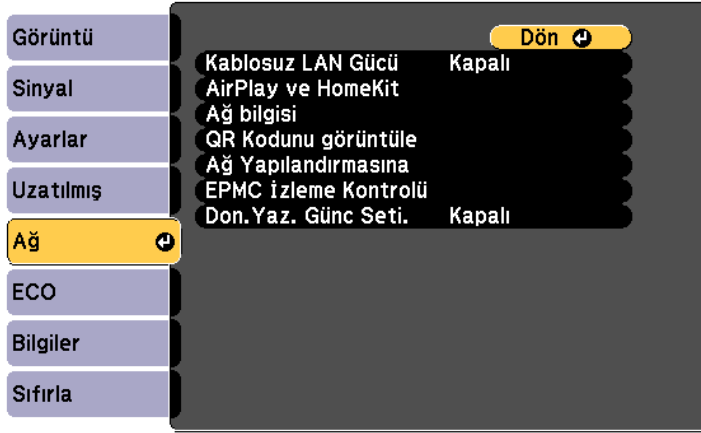 Görüntü
Sinyal
Ayarlar
Uzatılmış
Ağ
ECO
Bilgiler
Sıfırla
Dön
Kablosuz LAN Gücü Kapalı
AirPlay ve HomeKit
Ağ bilgisi
QR Kodunu görüntüle
Ağ Yapılandırmasına
EPMC İzleme Kontrolü
Don.Yaz. Günc Seti. Kapalı